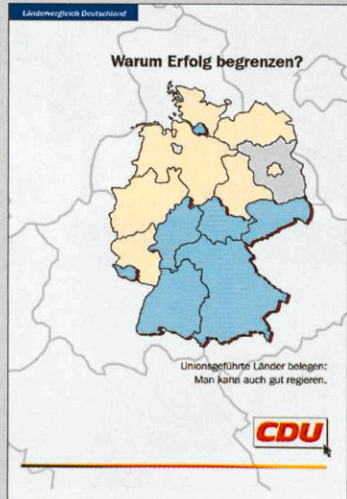 Ländervergleich Deutschland
Warum Erfolg begrenzen?
Unionsgeführte Länder belegen:
Man kann auch gut regieren.
CDU